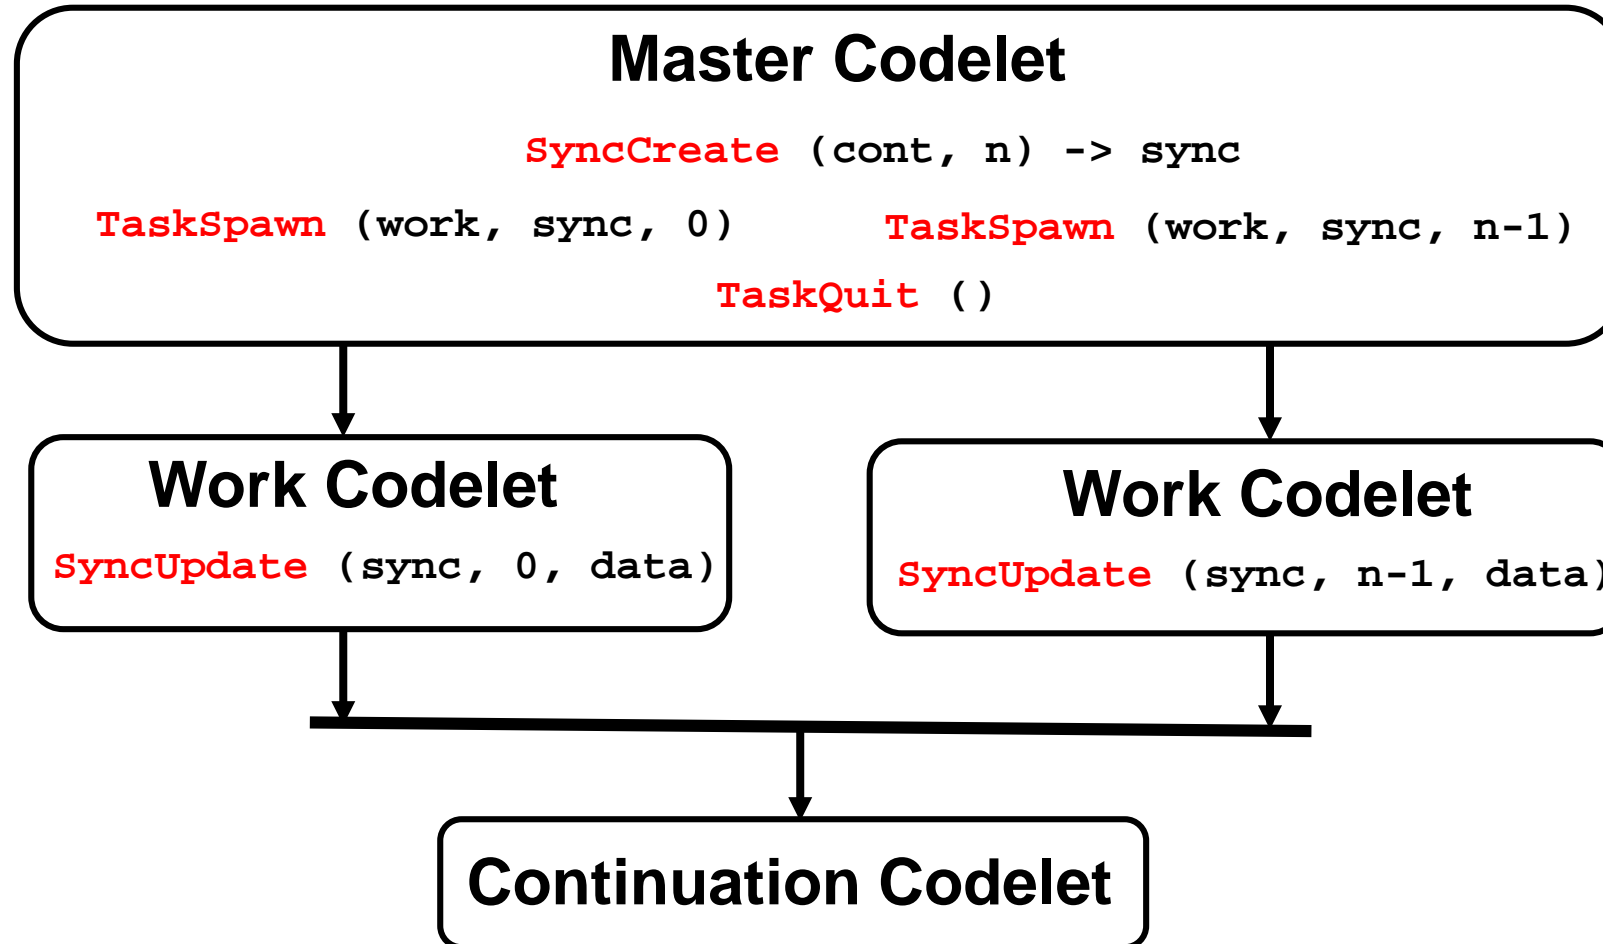 Master Codelet
SyncCreate (cont, n) -> sync
TaskSpawn (work, sync, 0)
TaskSpawn (work, sync, n-1)
TaskQuit ()
Work Codelet
SyncUpdate (sync, 0, data)
Work Codelet
SyncUpdate (sync, n-1, data)
Continuation Codelet